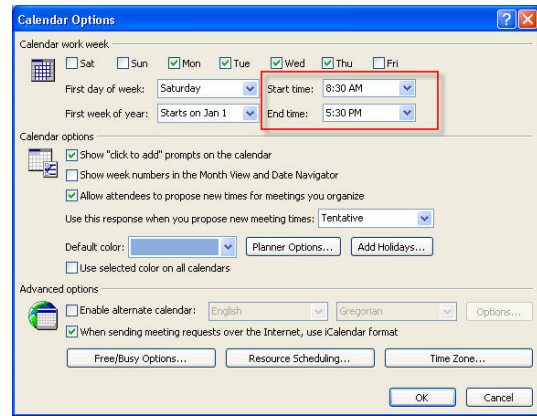 Calendar Options
Calendar work week
Sat Sun Mon Tue Wed Thu Fri
First day of week: Saturday Start time: 8:30 AM
First week of year: Starts on Jan 1 End time: 5:30 PM
Calendar options
Show "click to add" prompts on the calendar
Show week numbers in the Month View and Date Navigator
Allow attendees to propose new times for meetings you organize
Use this response when you propose new meeting times: Tentative
Default color: Planner Options... Add Holidays...
Use selected color on all calendars
Advanced options
Enable alternate calendar: English Gregorian Options...
When sending meeting requests over the Internet, use iCalendar format
Free/Busy Options... Resource Scheduling... Time Zone...
OK Cancel